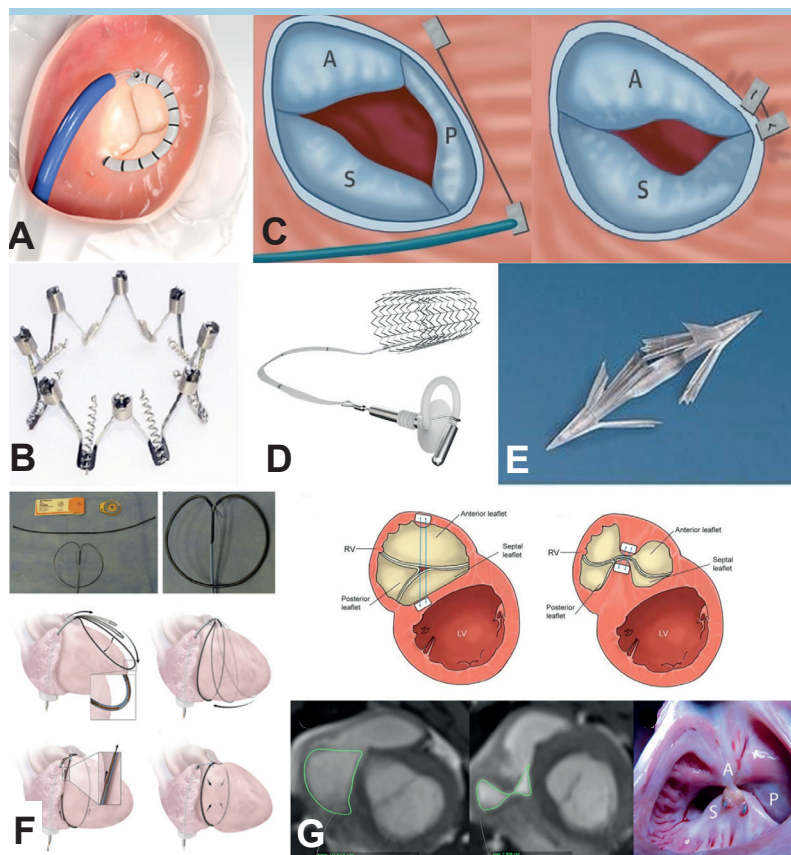 A
A
P
S
C
A
S
B
D
E
Anterior leaflet
Septal
leaflet
RV
Posterior
leaflet
LV
Anterior leaflet
Septal
leaflet
RV
Posterior
leaflet
LV
F
G
A
S
P